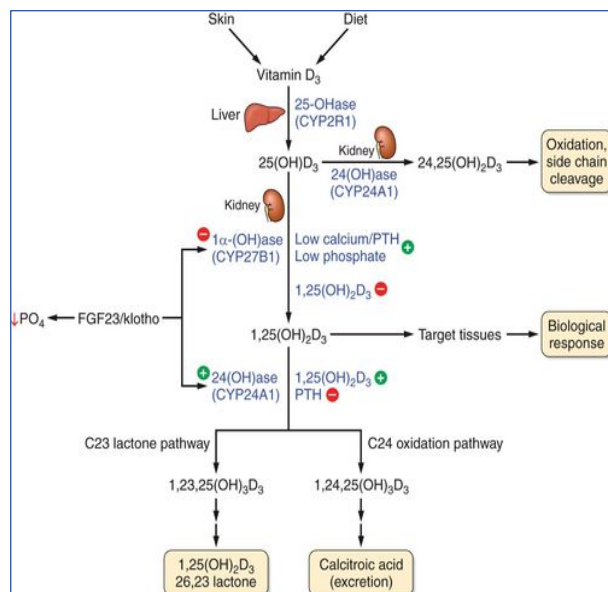 Skin
Diet
Vitamin D₃
Liver
25-OHase
(CYP2R1)
Kidney
25(OH)D₃
24,25(OH)₂D₃
Oxidation,
side chain
cleavage
24(OH)ase
(CYP24A1)
Kidney
− 1α-(OH)ase
(CYP27B1)
Low calcium/PTH
Low phosphate
+
1,25(OH)₂D₃ −
↓PO₄
FGF23/klotho
1,25(OH)₂D₃
Target tissues
Biological
response
+ 24(OH)ase
(CYP24A1)
1,25(OH)₂D₃ +
PTH −
C23 lactone pathway
C24 oxidation pathway
1,23,25(OH)₃D₃
1,24,25(OH)₃D₃
1,25(OH)₂D₃
26,23 lactone
Calcitroic acid
(excretion)